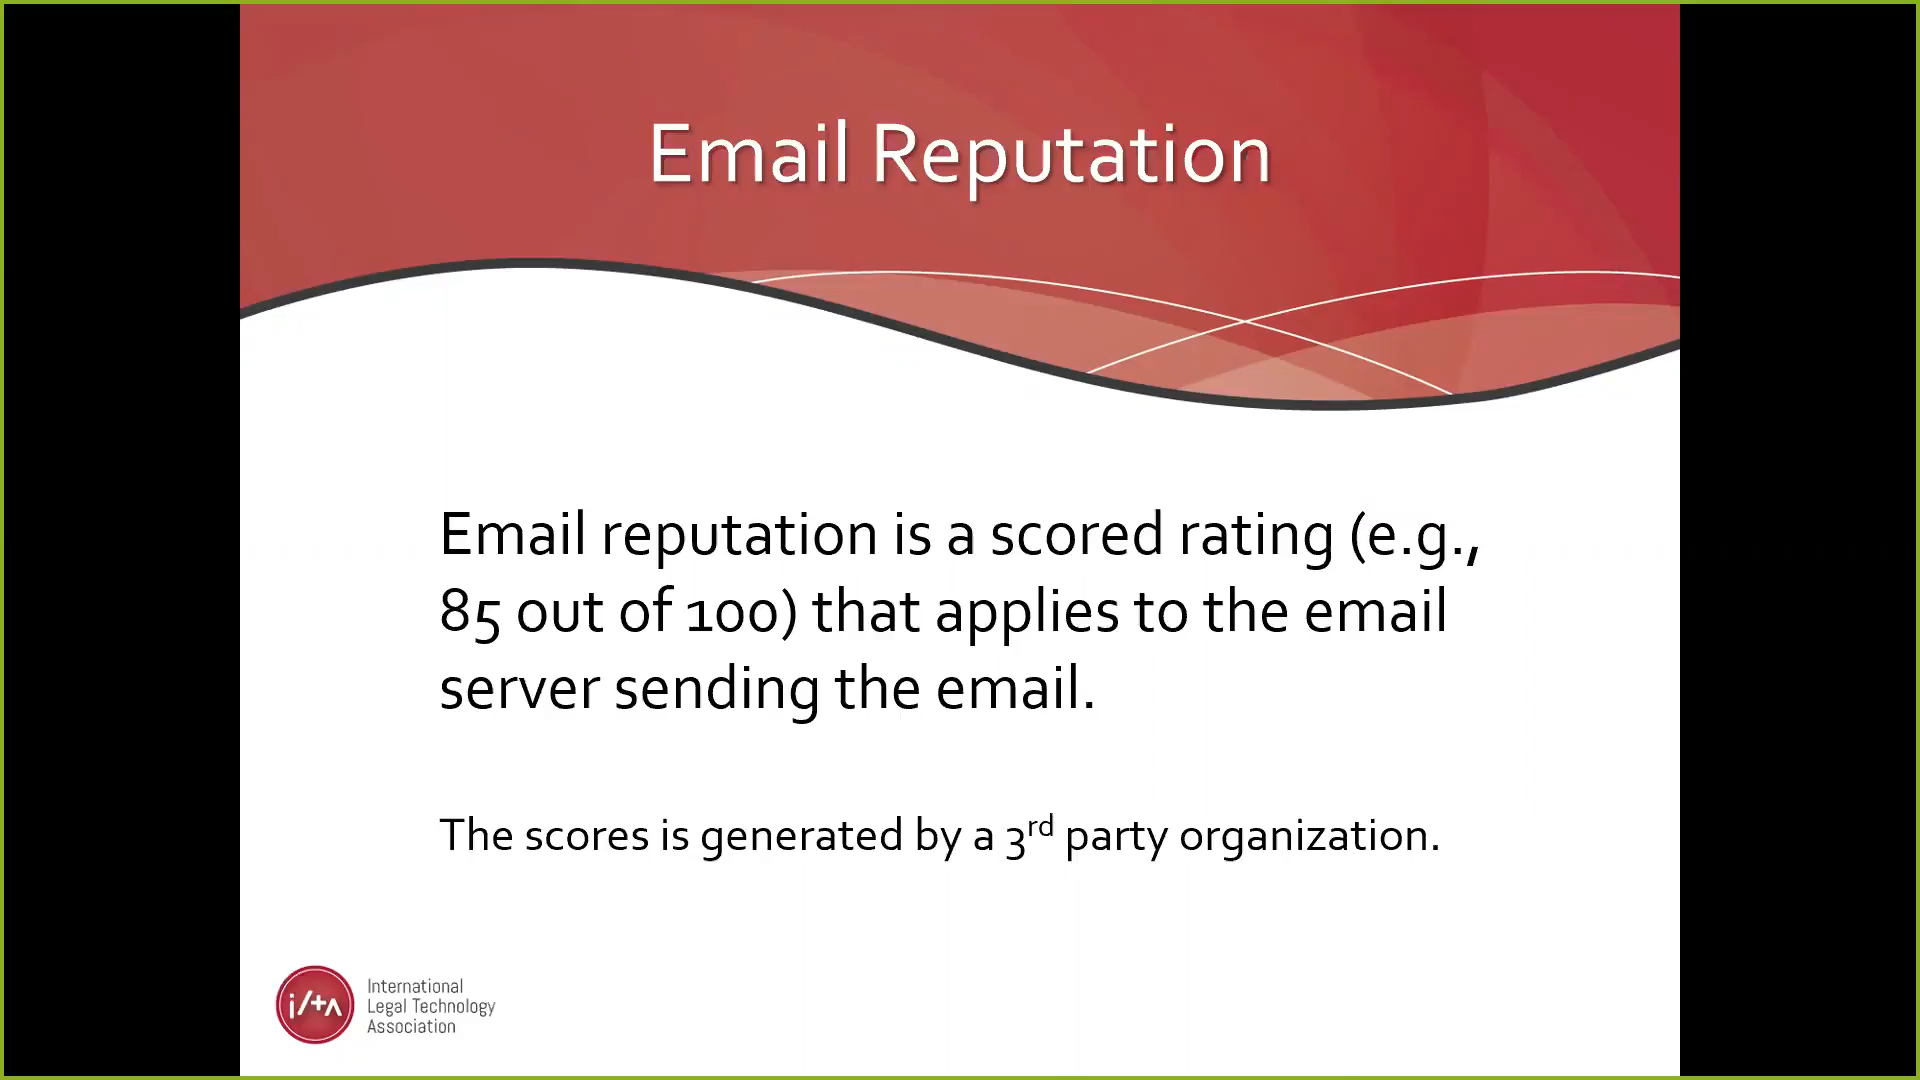 Email Reputation
Email reputation is a scored rating (e.g.,
85 out of 100) that applies to the email
server sending the email.
The scores is generated by a 3rd party organization.
i/+Λ
International
Legal Technology
Association